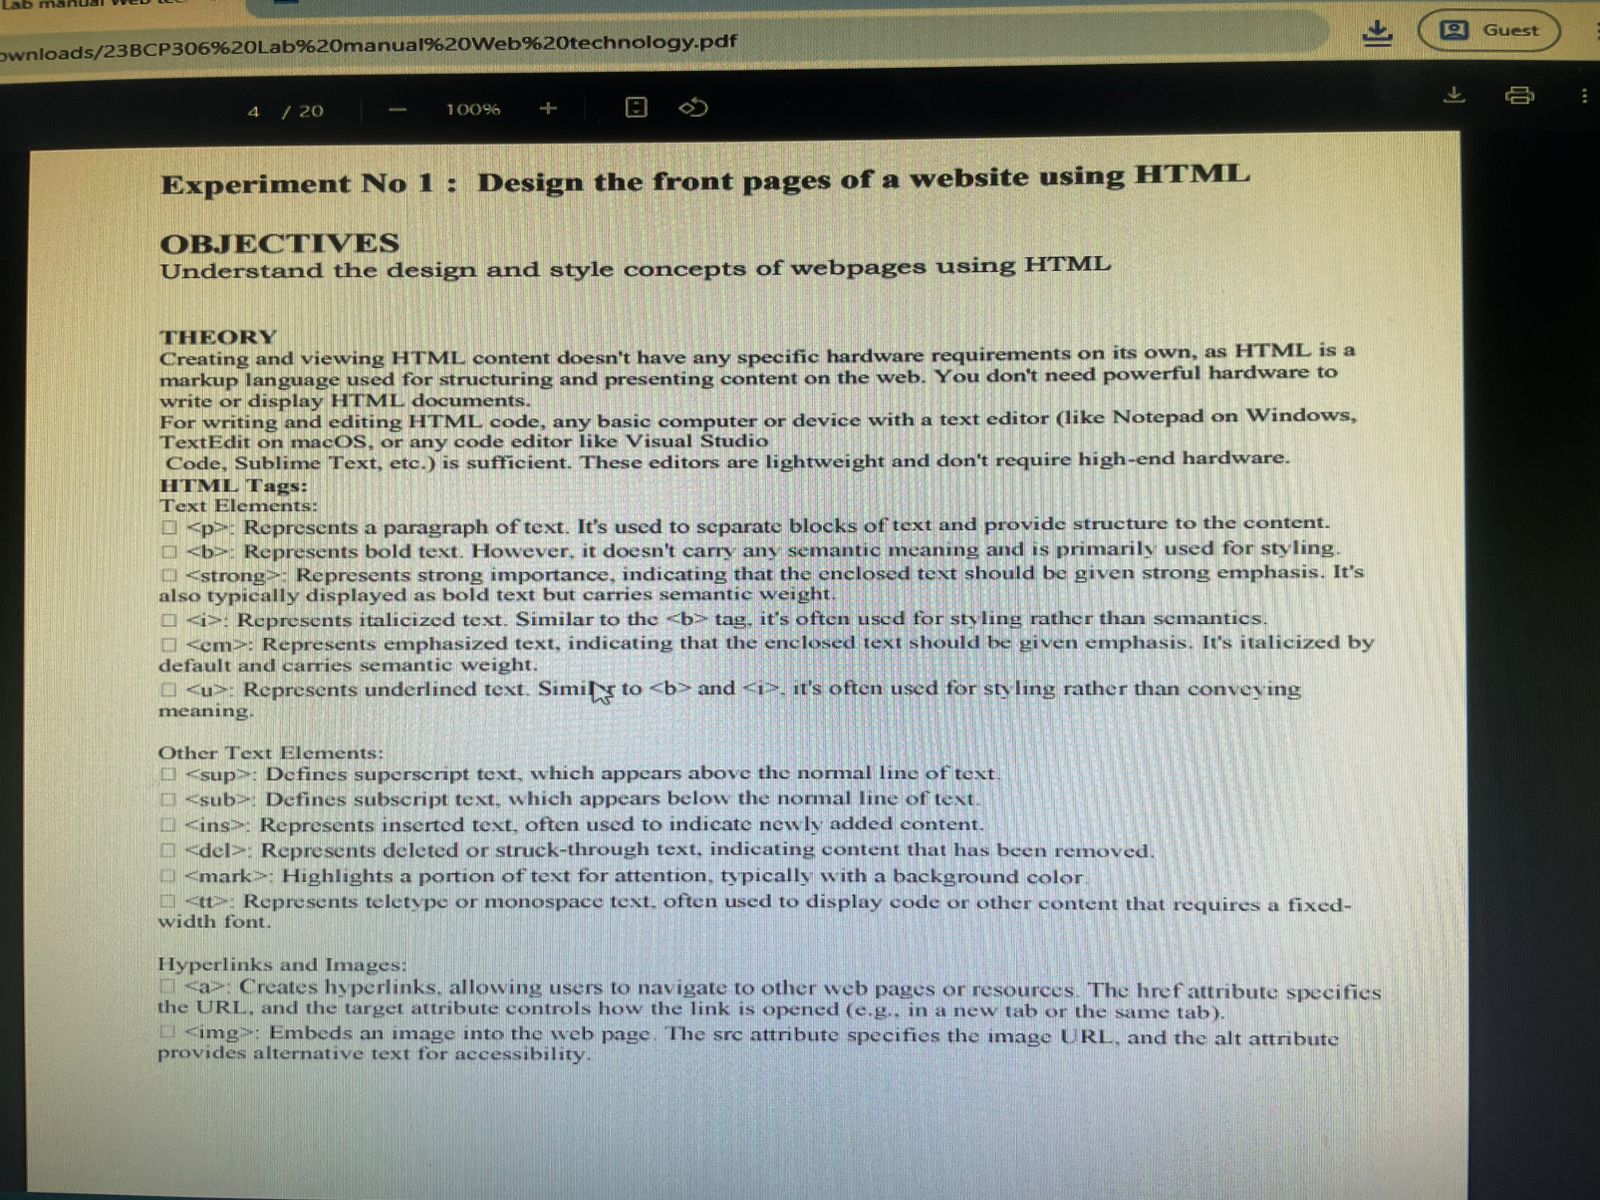 Lab manual Web
ownloads/23BCP306%20Lab%20manual%20Web%20technology.pdf
Guest
4 / 20
100%
Experiment No 1 : Design the front pages of a website using HTML
OBJECTIVES
Understand the design and style concepts of webpages using HTML
THEORY
Creating and viewing HTML content doesn't have any specific hardware requirements on its own, as HTML is a
markup language used for structuring and presenting content on the web. You don't need powerful hardware to
write or display HTML documents.
For writing and editing HTML code, any basic computer or device with a text editor (like Notepad on Windows,
TextEdit on macOS, or any code editor like Visual Studio
Code, Sublime Text, etc.) is sufficient. These editors are lightweight and don't require high-end hardware.
HTML Tags:
Text Elements:
☐ <p>: Represents a paragraph of text. It's used to separate blocks of text and provide structure to the content.
☐ <b>: Represents bold text. However, it doesn't carry any semantic meaning and is primarily used for styling.
☐ <strong>: Represents strong importance, indicating that the enclosed text should be given strong emphasis. It's
also typically displayed as bold text but carries semantic weight.
☐ <i>: Represents italicized text. Similar to the <b> tag, it's often used for styling rather than semantics.
☐ <em>: Represents emphasized text, indicating that the enclosed text should be given emphasis. It's italicized by
default and carries semantic weight.
☐ <u>: Represents underlined text. Similar to <b> and <i>, it's often used for styling rather than conveying
meaning.
Other Text Elements:
☐ <sup>: Defines superscript text, which appears above the normal line of text.
☐ <sub>: Defines subscript text, which appears below the normal line of text.
☐ <ins>: Represents inserted text, often used to indicate newly added content.
☐ <del>: Represents deleted or struck-through text, indicating content that has been removed.
☐ <mark>: Highlights a portion of text for attention, typically with a background color.
☐ <tt>: Represents teletype or monospace text, often used to display code or other content that requires a fixed-
width font.
Hyperlinks and Images:
☐ <a>: Creates hyperlinks, allowing users to navigate to other web pages or resources. The href attribute specifies
the URL, and the target attribute controls how the link is opened (e.g., in a new tab or the same tab).
☐ <img>: Embeds an image into the web page. The src attribute specifies the image URL, and the alt attribute
provides alternative text for accessibility.